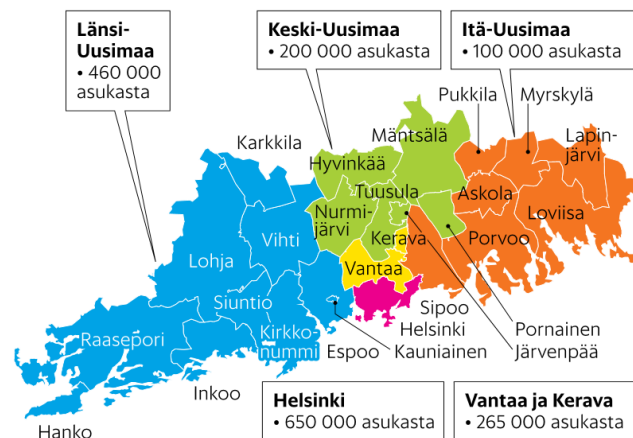 Länsi-
Uusimaa
• 460 000
asukasta
Keski-Uusimaa
• 200 000 asukasta
Itä-Uusimaa
• 100 000 asukasta
Pukkila
Myrskylä
Karkkila
Mäntsälä
Lapin-
järvi
Hyvinkää
Tuusula
Askola
Nurmi-
järvi
Loviisa
Vihti
Kerava
Porvoo
Lohja
Vantaa
Siuntio
Sipoo
Raasepori
Kirkko-
nummi
Helsinki
Pornainen
Espoo
Kauniainen
Järvenpää
Inkoo
Hanko
Helsinki
• 650 000 asukasta
Vantaa ja Kerava
• 265 000 asukasta